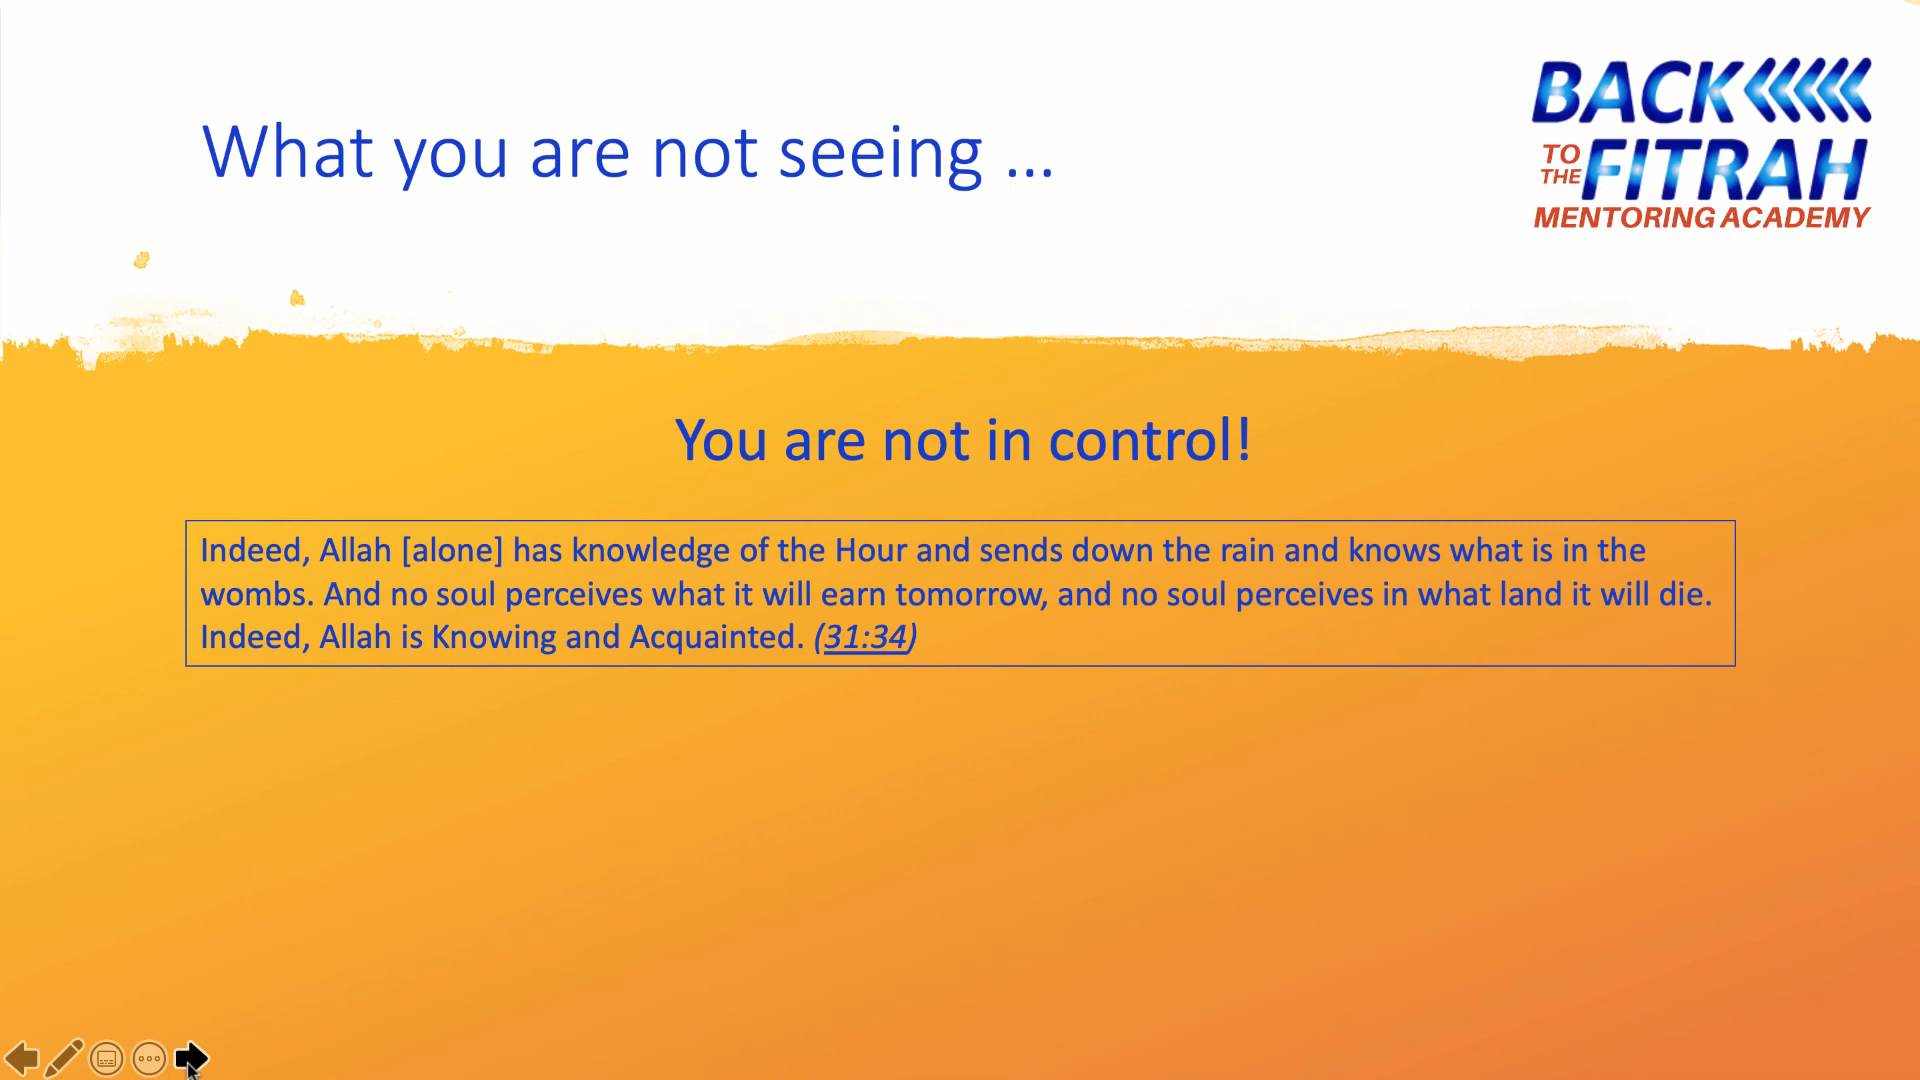 What you are not seeing ...
BACK
TO THE FITRAH
MENTORING ACADEMY
You are not in control!
Indeed, Allah [alone] has knowledge of the Hour and sends down the rain and knows what is in the
wombs. And no soul perceives what it will earn tomorrow, and no soul perceives in what land it will die.
Indeed, Allah is Knowing and Acquainted. (31:34)